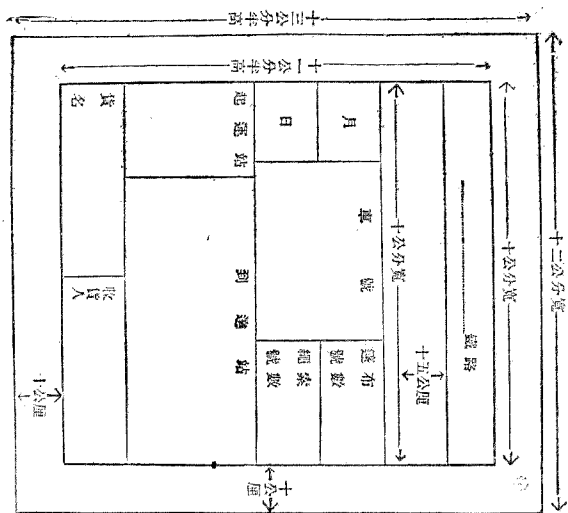 十三公分半高
十一公分半高
十二公分寬
十公分寬
鐵路
十五公厘
十公分寬
月
日
車號
篷布
號數
繩索
號數
起運站
到達站
貨名
收貨人
十公厘
十公厘